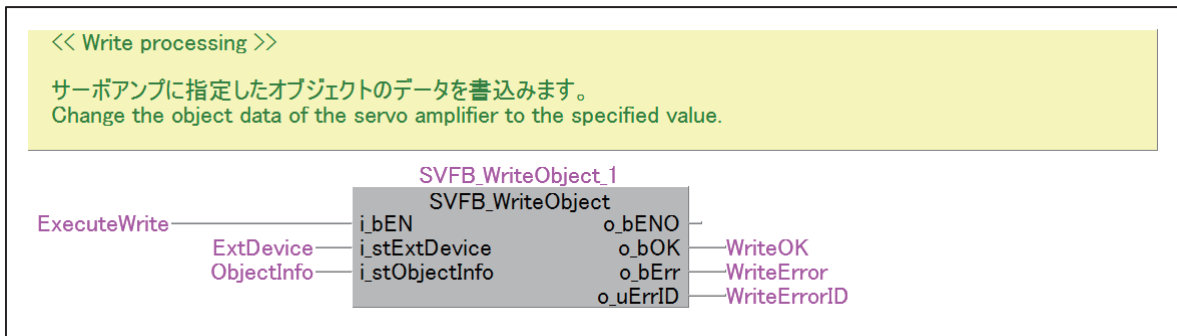 << Write processing >>
サーボアンプに指定したオブジェクトのデータを書込みます。
Change the object data of the servo amplifier to the specified value.
SVFB_WriteObject_1
SVFB_WriteObject
ExecuteWrite i_bEN o_bENO
ExtDevice i_stExtDevice o_bOK WriteOK
ObjectInfo i_stObjectInfo o_bErr WriteError
o_uErrID WriteErrorID